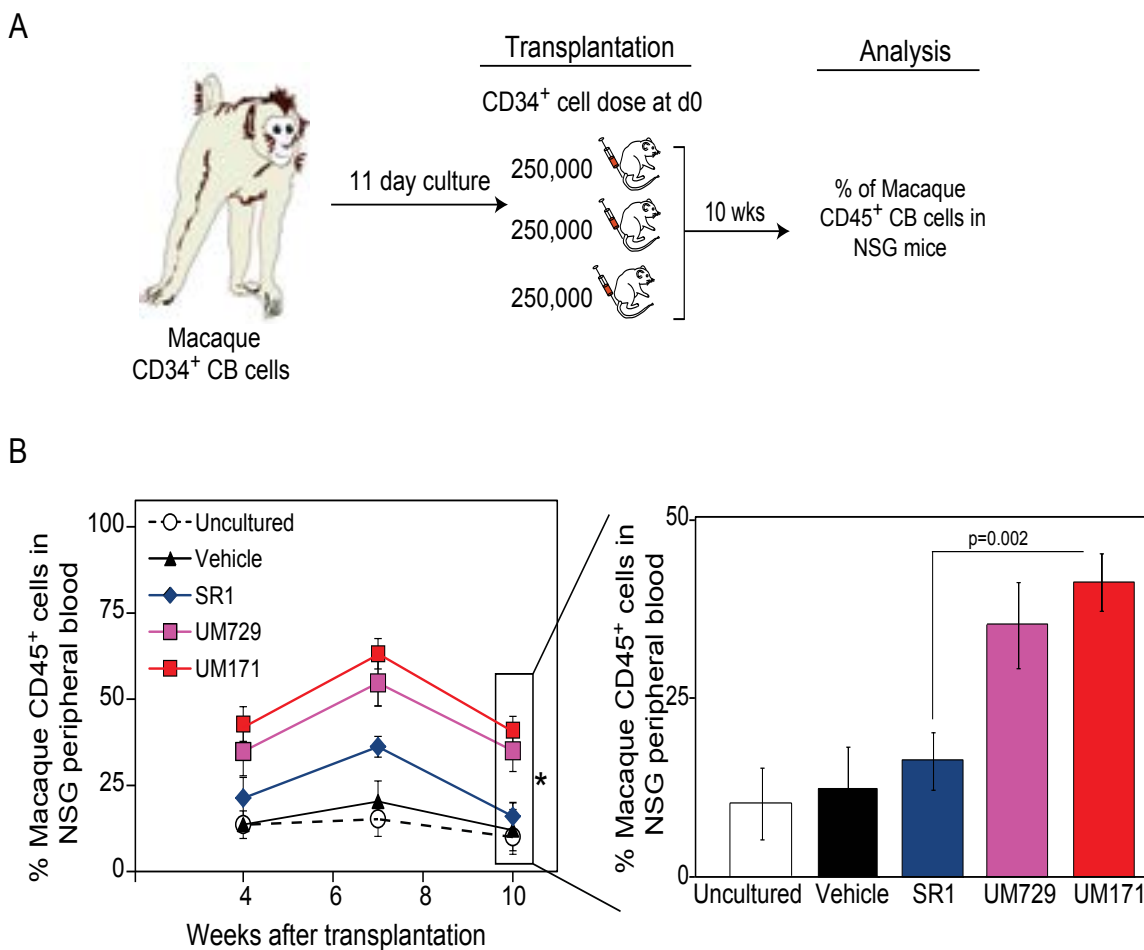 A
Transplantation
Analysis
CD34⁺ cell dose at d0
11 day culture
250,000
250,000
250,000
10 wks
% of Macaque
CD45⁺ CB cells in
NSG mice
Macaque
CD34⁺ CB cells
B
% Macaque CD45⁺ cells in
NSG peripheral blood
100
75
50
25
0
Uncultured
Vehicle
SR1
UM729
UM171
*
4
6
8
10
Weeks after transplantation
% Macaque CD45⁺ cells in
NSG peripheral blood
50
25
0
p=0.002
Uncultured
Vehicle
SR1
UM729
UM171